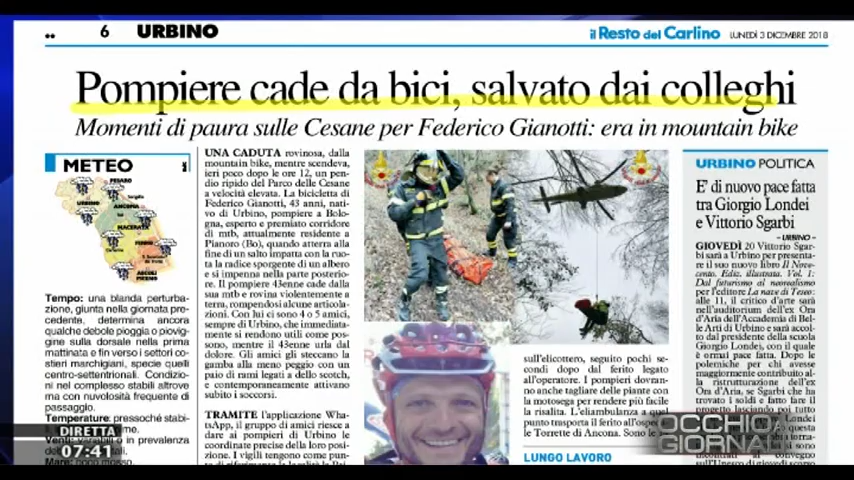 6 URBINO
il Resto del Carlino LUNEDÌ 3 DICEMBRE 2018
Pompiere cade da bici, salvato dai colleghi
Momenti di paura sulle Cesane per Federico Gianotti: era in mountain bike
METEO
PESARO
URBINO
ANCONA
MACERATA
FERMO
ASCOLI
PICENO
Tempo: una blanda perturba-
zione, giunta nella giornata pre-
cedente, determina ancora
qualche debole pioggia o piovig-
gine sulla dorsale nella prima
mattinata e fin verso i settori co-
stieri marchigiani, specie quelli
centro-settentrionali. Condizio-
ni nel complesso stabili altrove
ma con nuvolosità frequente di
passaggio.
Temperature: pressoché stabi-
UNA CADUTA rovinosa, dalla
mountain bike, mentre scendeva,
ieri poco dopo le ore 12, un pen-
dio ripido del Parco delle Cesane
a velocità elevata. La bicicletta di
Federico Gianotti, 43 anni, nati-
vo di Urbino, pompiere a Bolo-
gna, esperto e premiato corridore
di mtb, attualmente residente a
Pianoro (Bo), quando atterra alla
fine di un salto impatta con la ruo-
ta la radice sporgente di un albero
e si impenna nella parte posterio-
re. Il pompiere 43enne cade dalla
sua mtb e rovina violentemente a
terra, rompendosi alcune articola-
zioni. Con lui ci sono 4 o 5 amici,
sempre di Urbino, che immediata-
mente si rendono utili come pos-
sono, mentre il 43enne urla dal
dolore. Gli amici gli steccano la
gamba alla meno peggio con un
paio di rami legati a dello scotch,
e contemporaneamente attivano
subito i soccorsi.
TRAMITE l'applicazione Wha-
tsApp, il gruppo di amici riesce a
dare ai pompieri di Urbino le
coordinate precise della loro posi-
zione. I vigili tengono come pun-
sull'elicottero, seguito pochi se-
condi dopo dal ferito legato
all'operatore. I pompieri dovran-
no anche tagliare delle piante con
la motosega per rendere più facile
la risalita. L'eliambulanza a quel
punto trasporta il ferito all'osped
le Torrette di Ancona. Sono le
LUNGO LAVORO
URBINO POLITICA
E' di nuovo pace fatta
tra Giorgio Londei
e Vittorio Sgarbi
– URBINO –
GIOVEDÌ 20 Vittorio Sgar-
bi sarà a Urbino per presenta-
re il suo nuovo libro Il Nove-
cento. Ediz. illustrata. Vol. 1:
Dal futurismo al neorealismo
per l'editore La nave di Teseo:
alle 11, il critico d'arte sarà
nell'auditorium dell'ex Ora
d'Aria dell'Accademia di Bel-
le Arti di Urbino e sarà accol-
to dal presidente della scuola
Giorgio Londei, con il quale
è ormai pace fatta. Dopo le
polemiche per chi avesse
maggiormente contribuito al-
la ristrutturazione dell'ex
Ora d'Aria, se Sgarbi che ha
trovato i soldi e fatto fare il
progetto lasciando poi tutto
DIRETTA
07:41
OCCHIO
GIORNALI